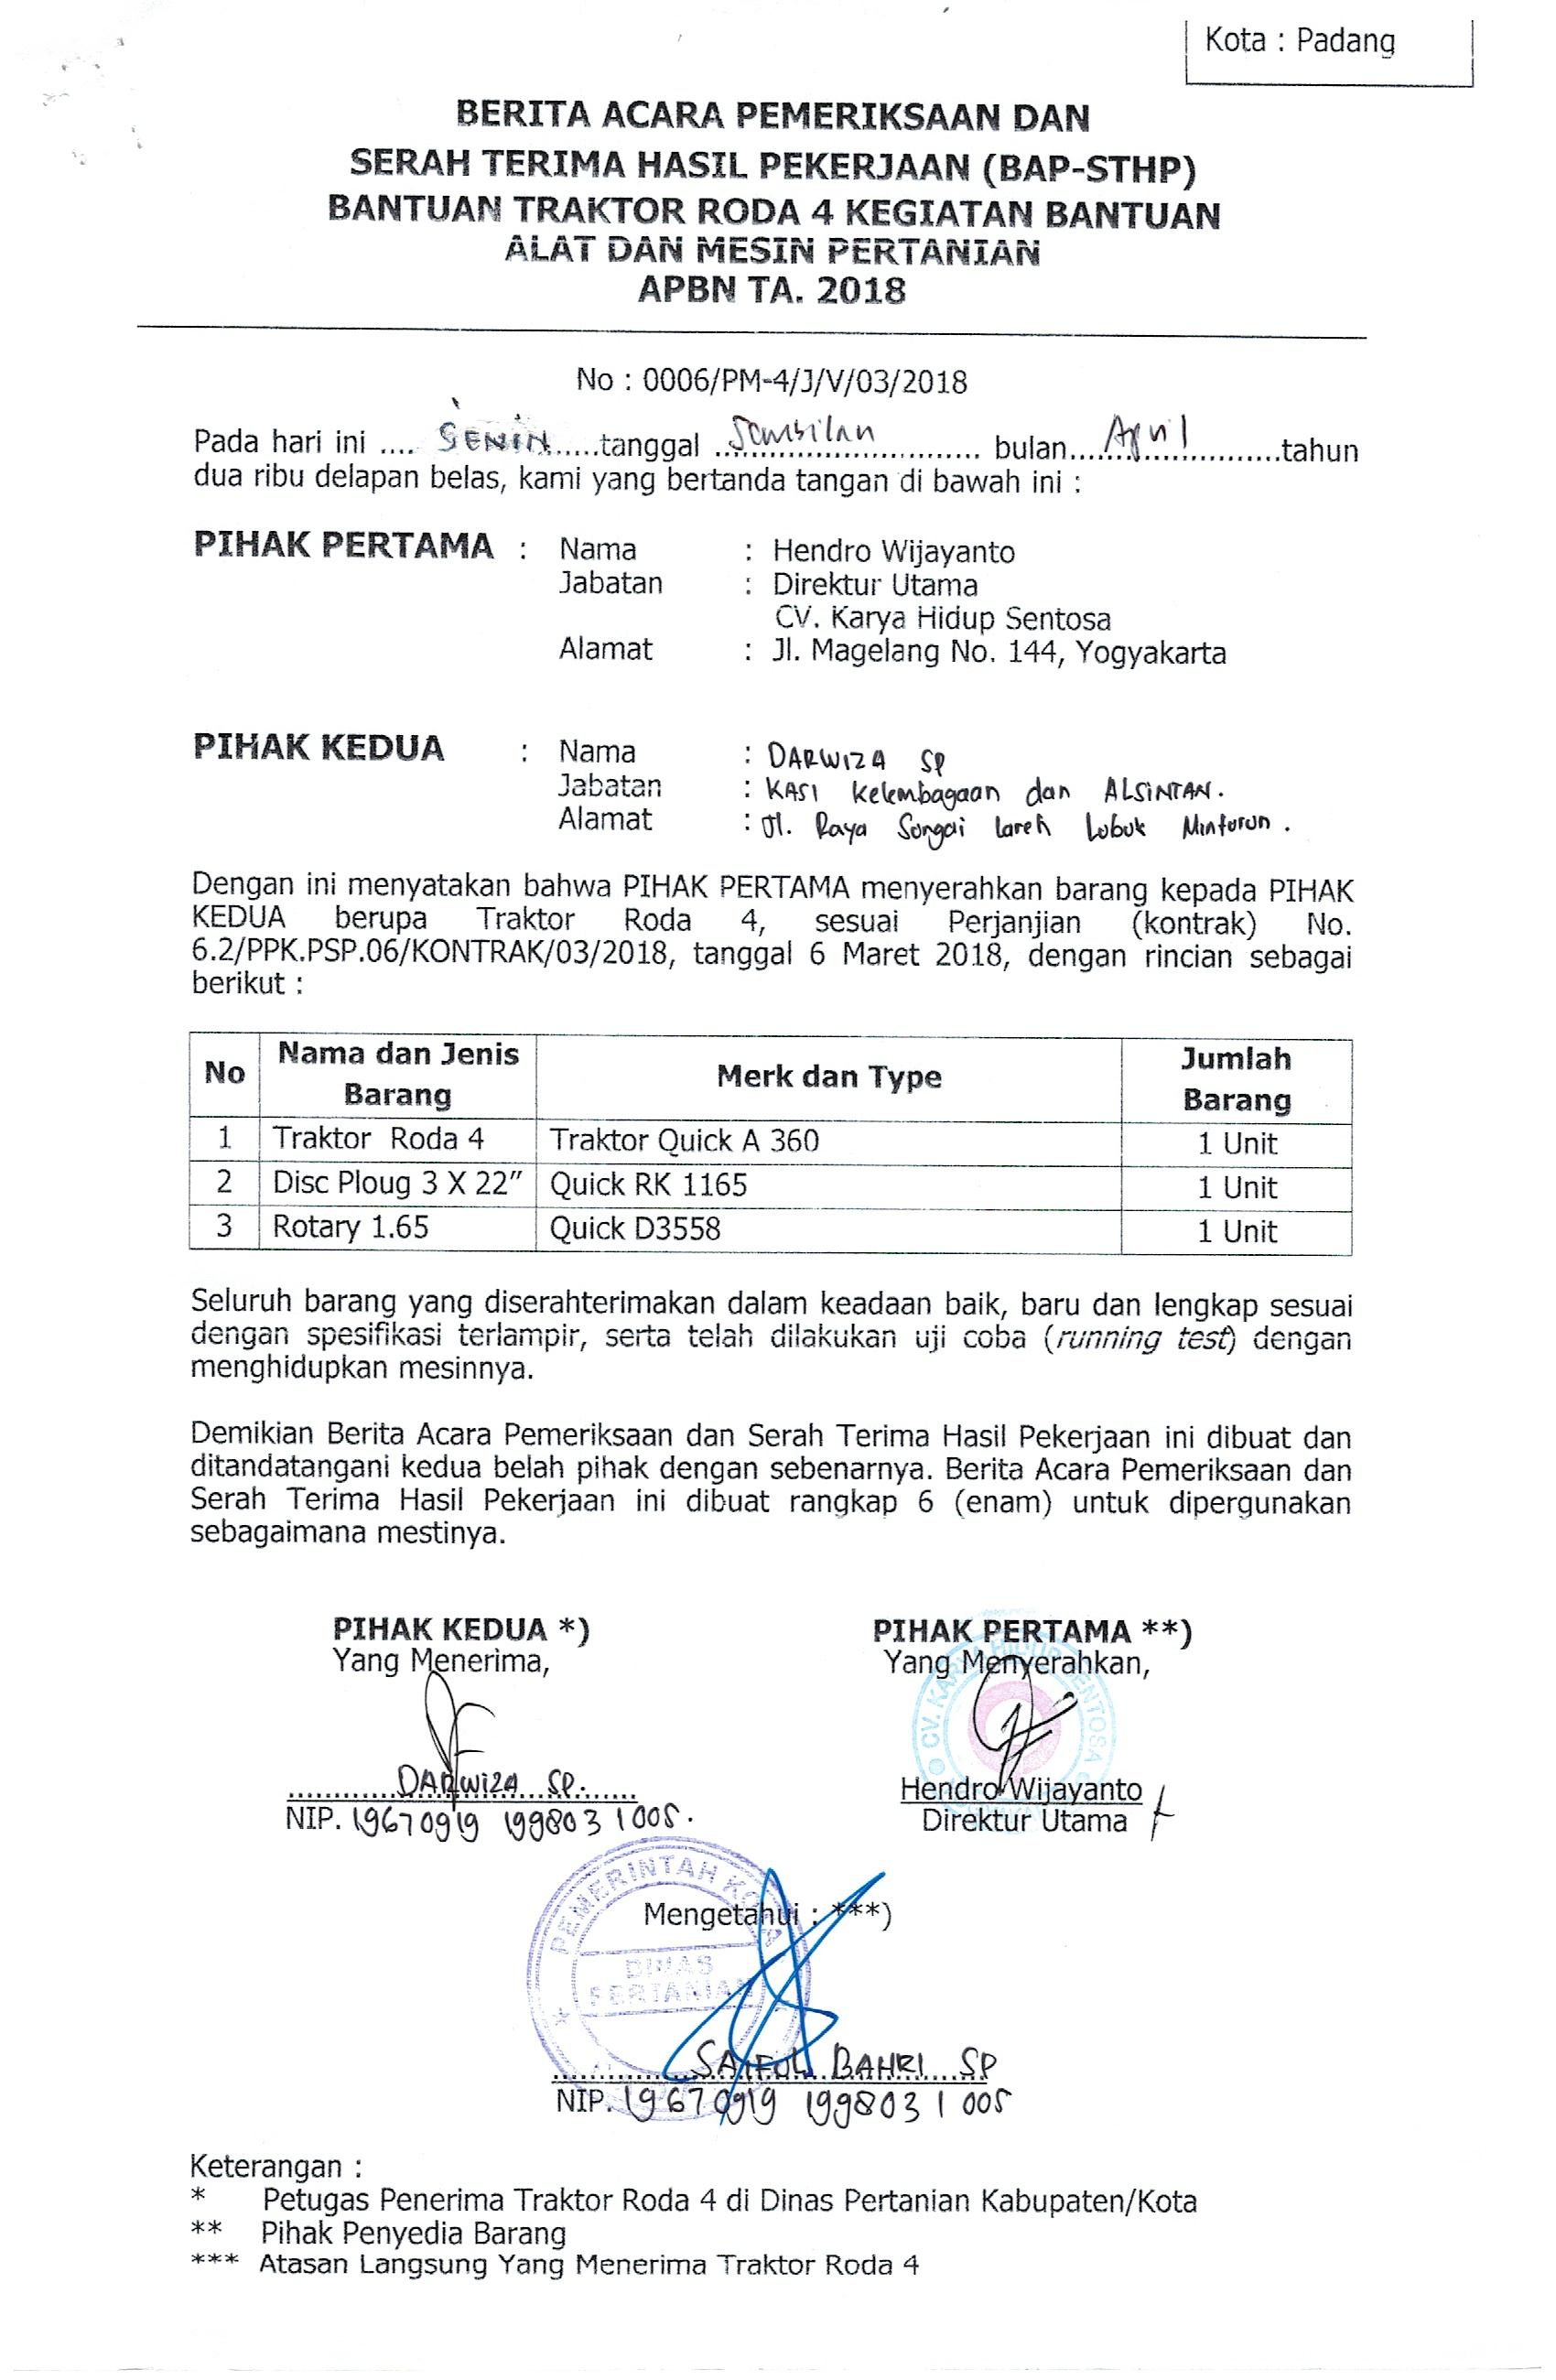 Kota : Padang
BERITA ACARA PEMERIKSAAN DAN
SERAH TERIMA HASIL PEKERJAAN (BAP-STHP)
BANTUAN TRAKTOR RODA 4 KEGIATAN BANTUAN
ALAT DAN MESIN PERTANIAN
APBN TA. 2018
No : 0006/PM-4/J/V/03/2018
Pada hari ini .... SENIN ......tanggal ...Sembilan... bulan...April...tahun
dua ribu delapan belas, kami yang bertanda tangan di bawah ini :
PIHAK PERTAMA : Nama : Hendro Wijayanto
Jabatan : Direktur Utama
CV. Karya Hidup Sentosa
Alamat : Jl. Magelang No. 144, Yogyakarta
PIHAK KEDUA : Nama : DARWIZA SP
Jabatan : KASI Kelembagaan dan ALSINTAN.
Alamat : Jl. Raya Sungai Lareh Lubuk Minturun.
Dengan ini menyatakan bahwa PIHAK PERTAMA menyerahkan barang kepada PIHAK
KEDUA berupa Traktor Roda 4, sesuai Perjanjian (kontrak) No.
6.2/PPK.PSP.06/KONTRAK/03/2018, tanggal 6 Maret 2018, dengan rincian sebagai
berikut :
No Nama dan Jenis Barang Merk dan Type Jumlah Barang
1 Traktor Roda 4 Traktor Quick A 360 1 Unit
2 Disc Ploug 3 X 22” Quick RK 1165 1 Unit
3 Rotary 1.65 Quick D3558 1 Unit
Seluruh barang yang diserahterimakan dalam keadaan baik, baru dan lengkap sesuai
dengan spesifikasi terlampir, serta telah dilakukan uji coba (running test) dengan
menghidupkan mesinnya.
Demikian Berita Acara Pemeriksaan dan Serah Terima Hasil Pekerjaan ini dibuat dan
ditandatangani kedua belah pihak dengan sebenarnya. Berita Acara Pemeriksaan dan
Serah Terima Hasil Pekerjaan ini dibuat rangkap 6 (enam) untuk dipergunakan
sebagaimana mestinya.
PIHAK KEDUA *) PIHAK PERTAMA **)
Yang Menerima, Yang Menyerahkan,
CV. KARYA HIDUP SENTOSA
DARWIZA SP. Hendro Wijayanto
NIP. 19670919 199803 1 005. Direktur Utama
PEMERINTAH KOTA
Mengetahui : ***)
DINAS
PERTANIAN
SAIFUL BAHRI SP
NIP. 19670919 199803 1 005
Keterangan :
* Petugas Penerima Traktor Roda 4 di Dinas Pertanian Kabupaten/Kota
** Pihak Penyedia Barang
*** Atasan Langsung Yang Menerima Traktor Roda 4